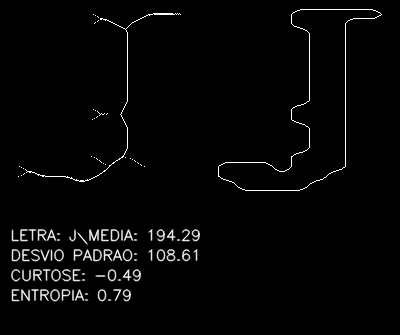 LETRA: J\MEDIA: 194.29
DESVIO PADRAO: 108.61
CURTOSE: -0.49
ENTROPIA: 0.79